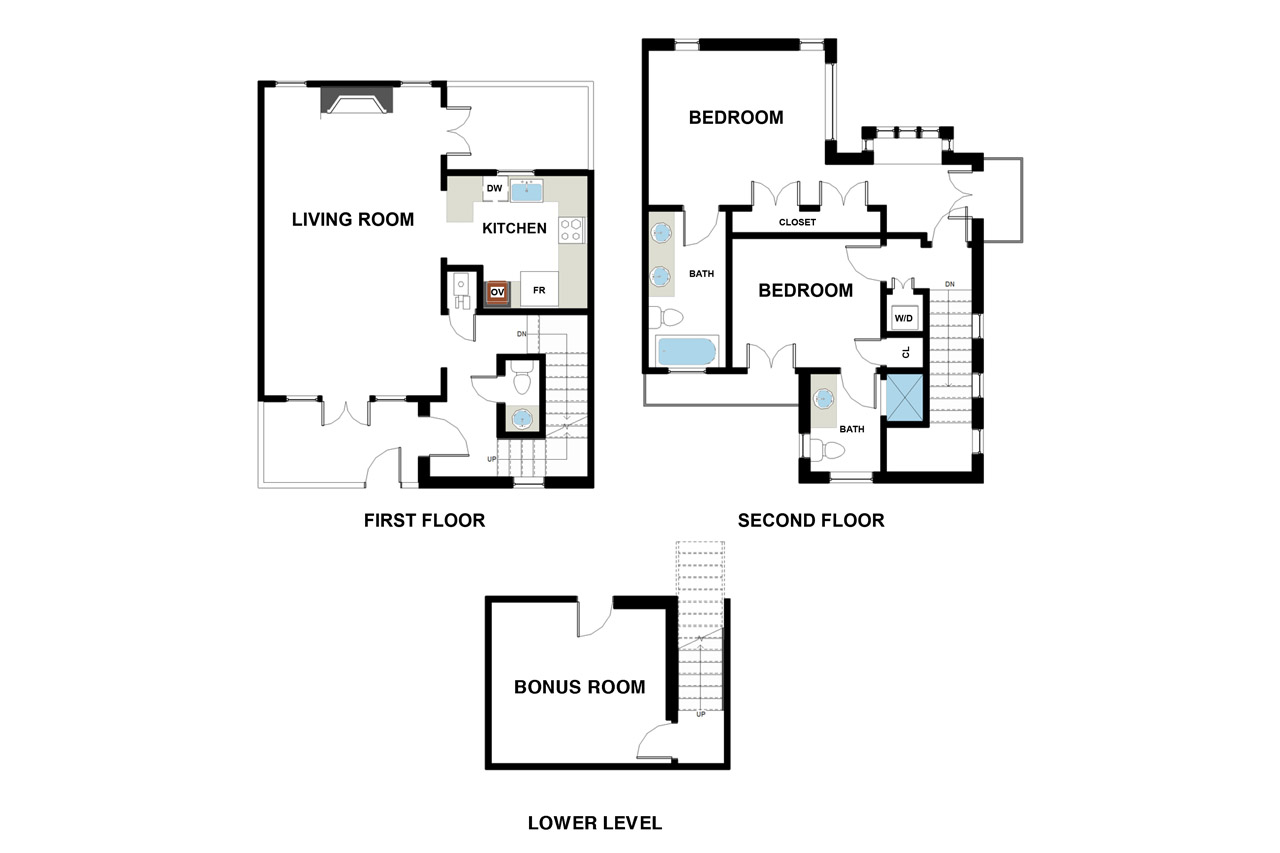 LIVING ROOM
DW
KITCHEN
OV
FR
DN
UP
FIRST FLOOR
BEDROOM
CLOSET
BATH
BEDROOM
DN
W/D
CL
BATH
SECOND FLOOR
BONUS ROOM
UP
LOWER LEVEL